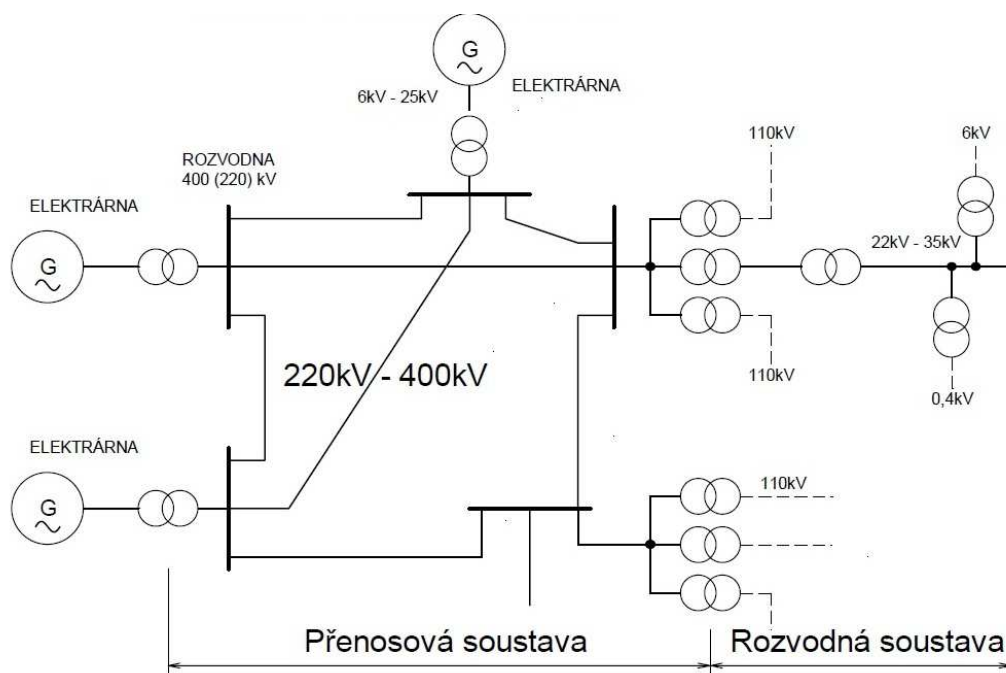 G
ELEKTRÁRNA
6kV - 25kV
110kV
6kV
ROZVODNA
400 (220) kV
ELEKTRÁRNA
G
22kV - 35kV
220kV - 400kV
110kV
0,4kV
ELEKTRÁRNA
G
110kV
Přenosová soustava
Rozvodná soustava